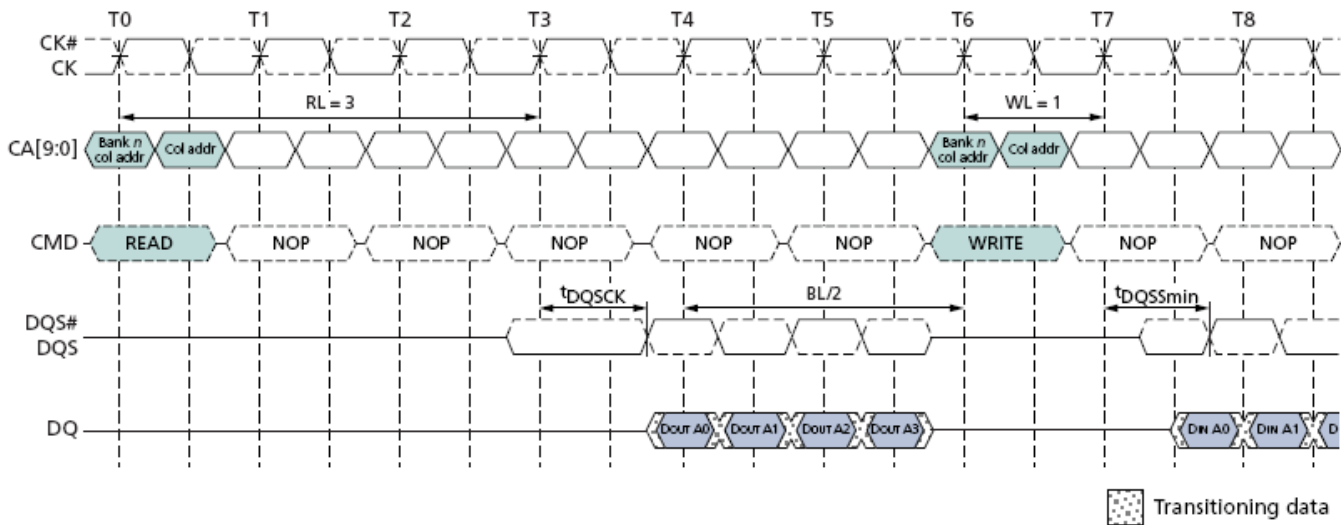 T0 T1 T2 T3 T4 T5 T6 T7 T8
CK#
CK
RL = 3 WL = 1
CA[9:0] Bank n col addr Col addr Bank n col addr Col addr
CMD READ NOP NOP NOP NOP NOP WRITE NOP NOP
tDQSCK BL/2 tDQSSmin
DQS#
DQS
DQ DOUT A0 DOUT A1 DOUT A2 DOUT A3 DIN A0 DIN A1 D
Transitioning data